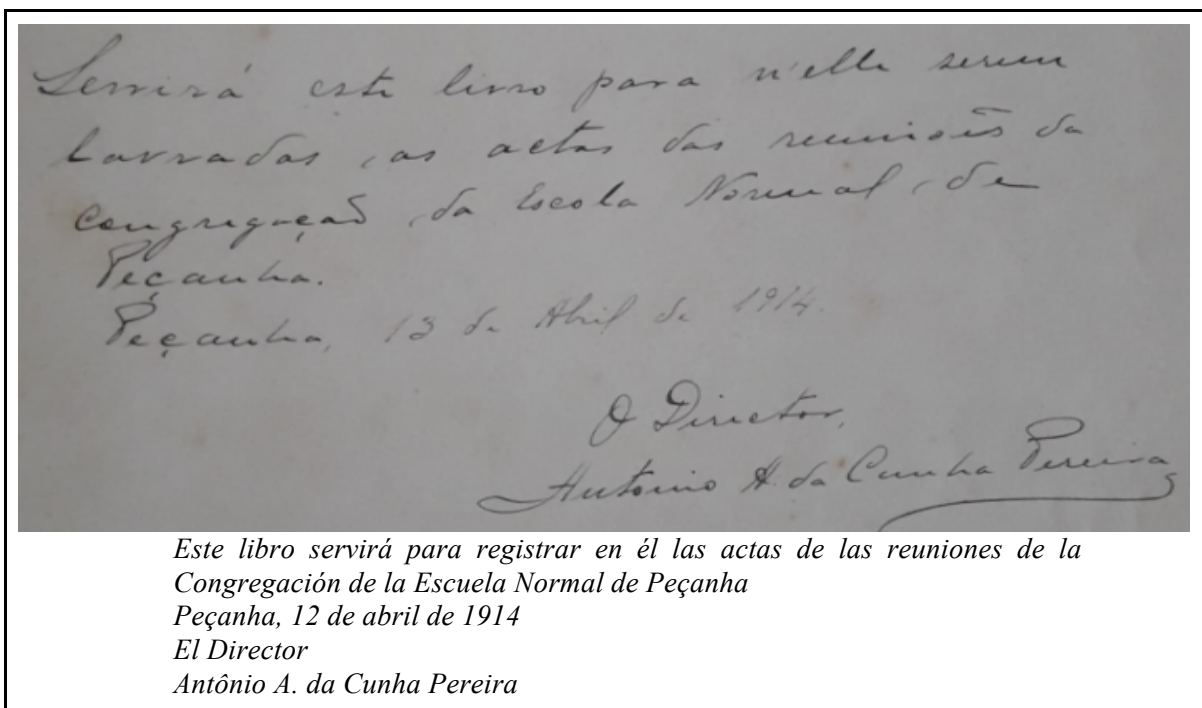 Servirá este livro para n'elle serem
lavradas as actas das reuniões da
congregação da Escola Normal de
Peçanha.
Peçanha, 13 de Abril de 1914.
O Director,
Antonio A. da Cunha Pereira
Este libro servirá para registrar en él las actas de las reuniones de la
Congregación de la Escuela Normal de Peçanha
Peçanha, 12 de abril de 1914
El Director
Antônio A. da Cunha Pereira